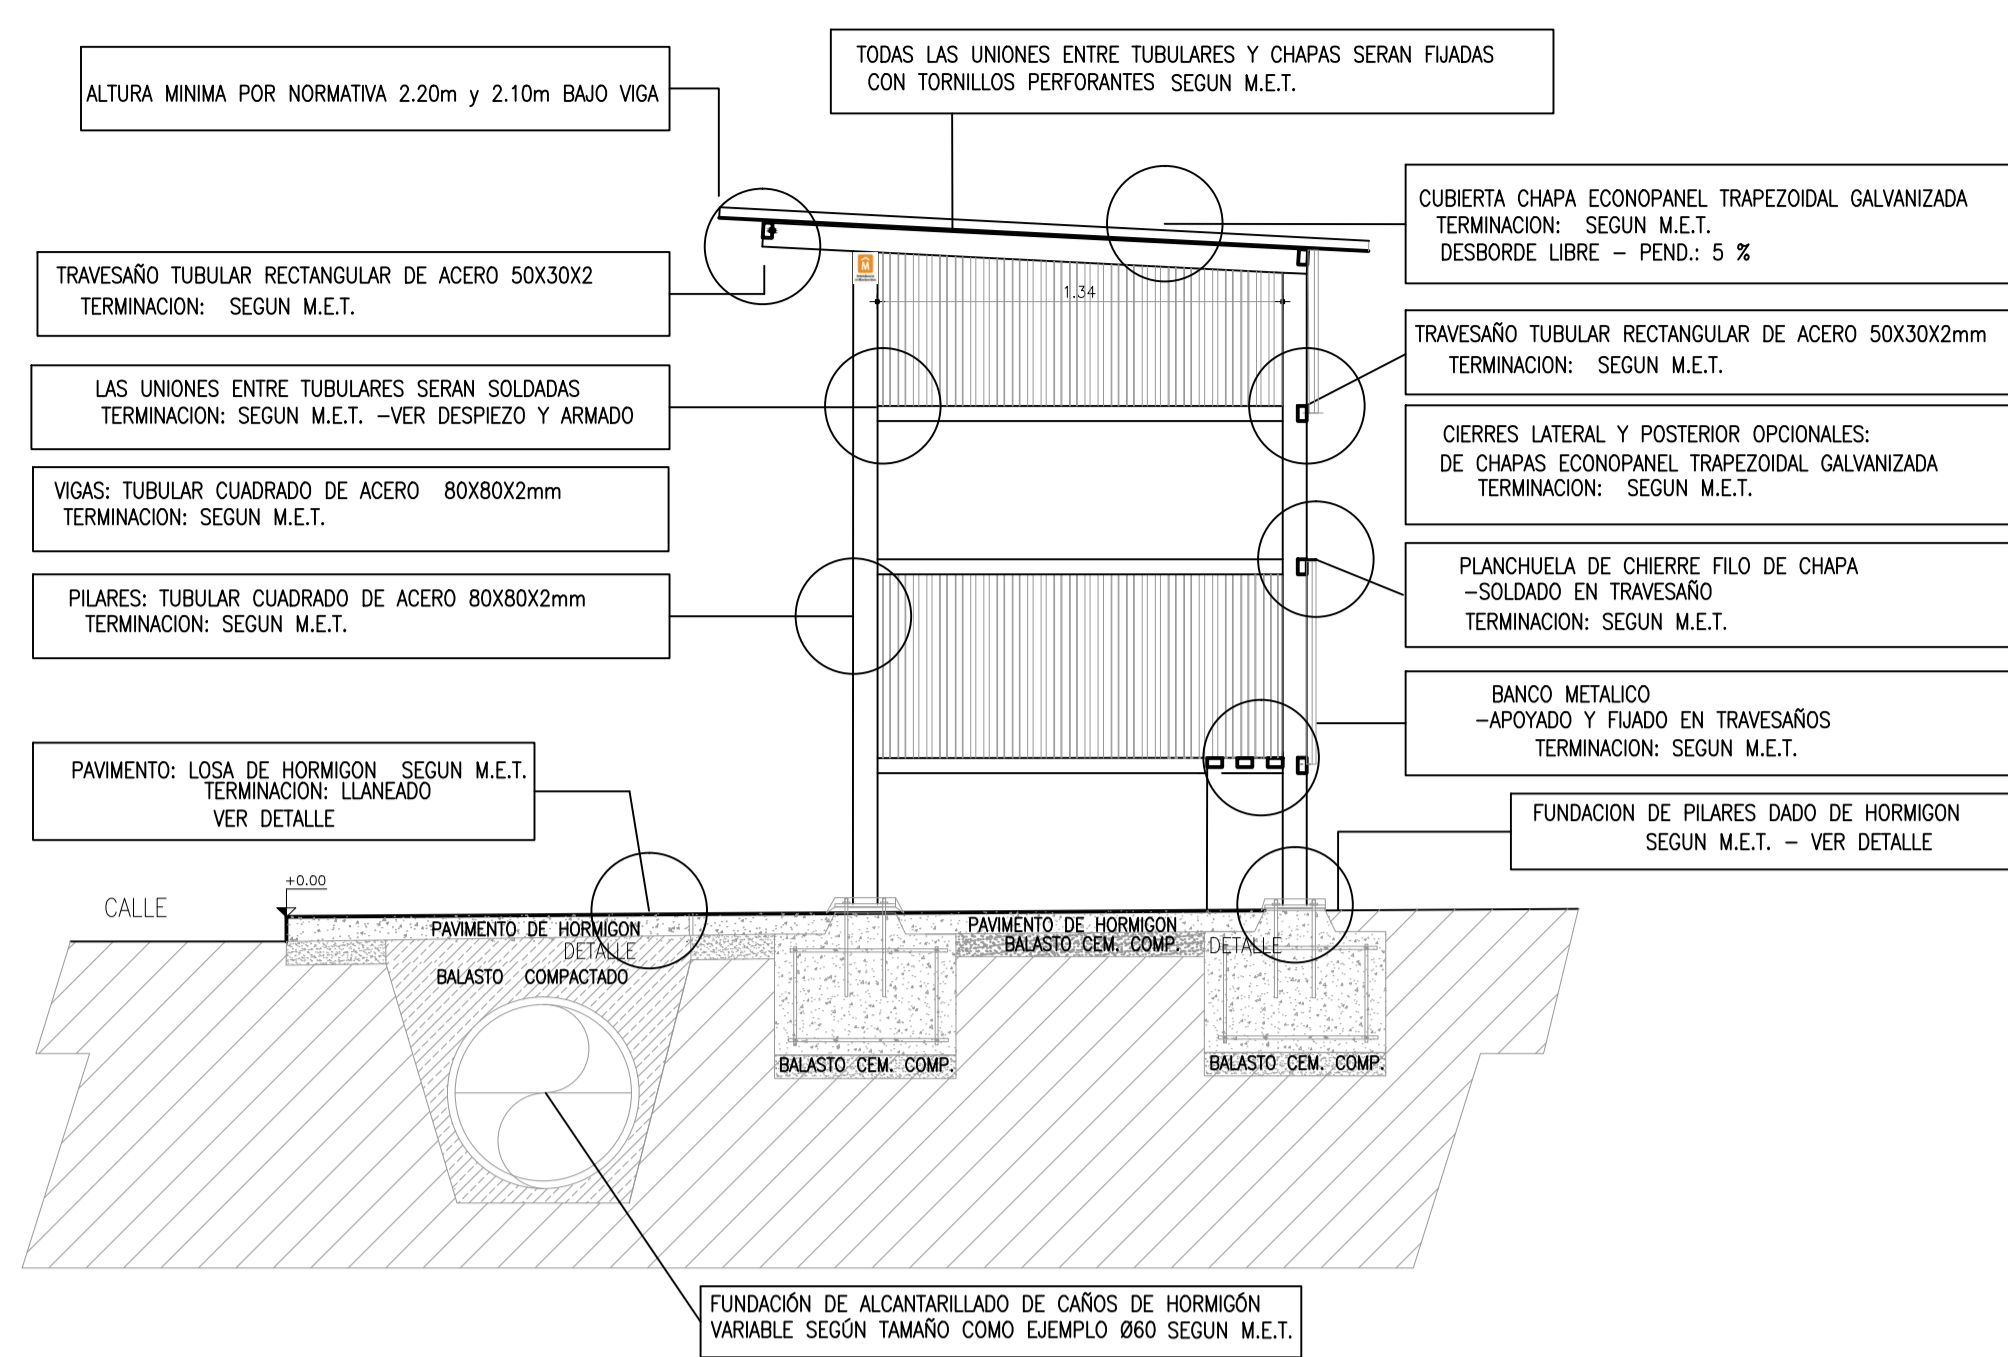 ALTURA MINIMA POR NORMATIVA 2.20m y 2.10m BAJO VIGA
TODAS LAS UNIONES ENTRE TUBULARES Y CHAPAS SERAN FIJADAS
CON TORNILLOS PERFORANTES SEGUN M.E.T.
CUBIERTA CHAPA ECONOPANEL TRAPEZOIDAL GALVANIZADA
TERMINACION: SEGUN M.E.T.
DESBORDE LIBRE – PEND.: 5 %
TRAVESAÑO TUBULAR RECTANGULAR DE ACERO 50X30X2
TERMINACION: SEGUN M.E.T.
1.34
TRAVESAÑO TUBULAR RECTANGULAR DE ACERO 50X30X2mm
TERMINACION: SEGUN M.E.T.
LAS UNIONES ENTRE TUBULARES SERAN SOLDADAS
TERMINACION: SEGUN M.E.T. –VER DESPIEZO Y ARMADO
CIERRES LATERAL Y POSTERIOR OPCIONALES:
DE CHAPAS ECONOPANEL TRAPEZOIDAL GALVANIZADA
TERMINACION: SEGUN M.E.T.
VIGAS: TUBULAR CUADRADO DE ACERO 80X80X2mm
TERMINACION: SEGUN M.E.T.
PLANCHUELA DE CHIERRE FILO DE CHAPA
–SOLDADO EN TRAVESAÑO
TERMINACION: SEGUN M.E.T.
PILARES: TUBULAR CUADRADO DE ACERO 80X80X2mm
TERMINACION: SEGUN M.E.T.
BANCO METALICO
–APOYADO Y FIJADO EN TRAVESAÑOS
TERMINACION: SEGUN M.E.T.
PAVIMENTO: LOSA DE HORMIGON SEGUN M.E.T.
TERMINACION: LLANEADO
VER DETALLE
FUNDACION DE PILARES DADO DE HORMIGON
SEGUN M.E.T. – VER DETALLE
+0.00
CALLE
PAVIMENTO DE HORMIGON
DETALLE
BALASTO COMPACTADO
PAVIMENTO DE HORMIGON
BALASTO CEM. COMP.
DETALLE
BALASTO CEM. COMP.
BALASTO CEM. COMP.
FUNDACIÓN DE ALCANTARILLADO DE CAÑOS DE HORMIGÓN
VARIABLE SEGÚN TAMAÑO COMO EJEMPLO Ø60 SEGUN M.E.T.